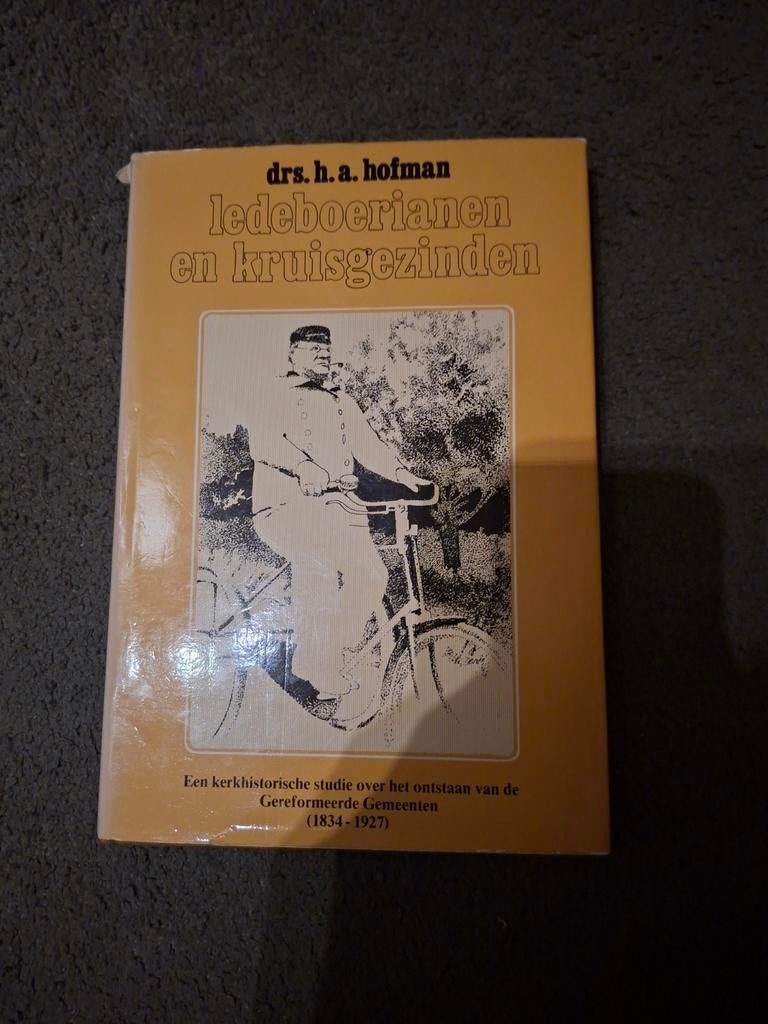 drs. h. a. hofman
ledeboerianen
en kruisgezinden
Een kerkhistorische studie over het ontstaan van de
Gereformeerde Gemeenten
(1834 - 1927)